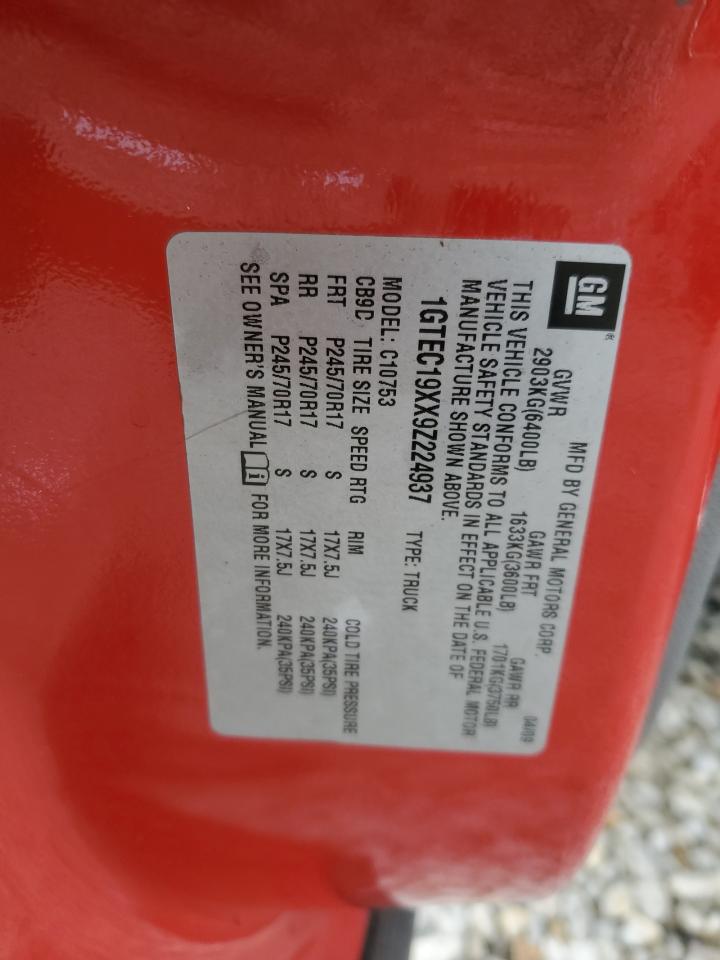 GM®
MFD BY GENERAL MOTORS CORP.
04/09
GVWR GAWR FRT GAWR RR
2903KG(6400LB) 1633KG(3600LB) 1701KG(3750LB)
THIS VEHICLE CONFORMS TO ALL APPLICABLE U.S. FEDERAL MOTOR
VEHICLE SAFETY STANDARDS IN EFFECT ON THE DATE OF
MANUFACTURE SHOWN ABOVE.
1GTEC19XX9Z224937 TYPE: TRUCK
MODEL: C10753
CB9D TIRE SIZE SPEED RTG RIM COLD TIRE PRESSURE
FRT P245/70R17 S 17X7.5J 240KPA(35PSI)
RR P245/70R17 S 17X7.5J 240KPA(35PSI)
SPA P245/70R17 S 17X7.5J 240KPA(35PSI)
SEE OWNER'S MANUAL i FOR MORE INFORMATION.